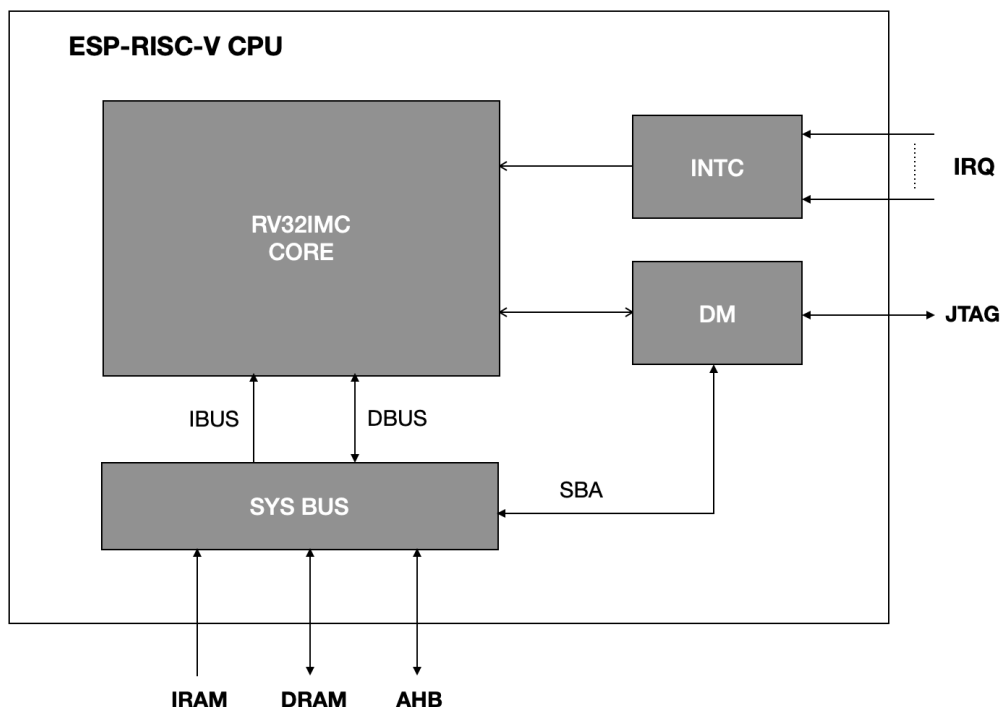 ESP-RISC-V CPU
RV32IMC
CORE
INTC
IRQ
DM
JTAG
IBUS
DBUS
SYS BUS
SBA
IRAM
DRAM
AHB